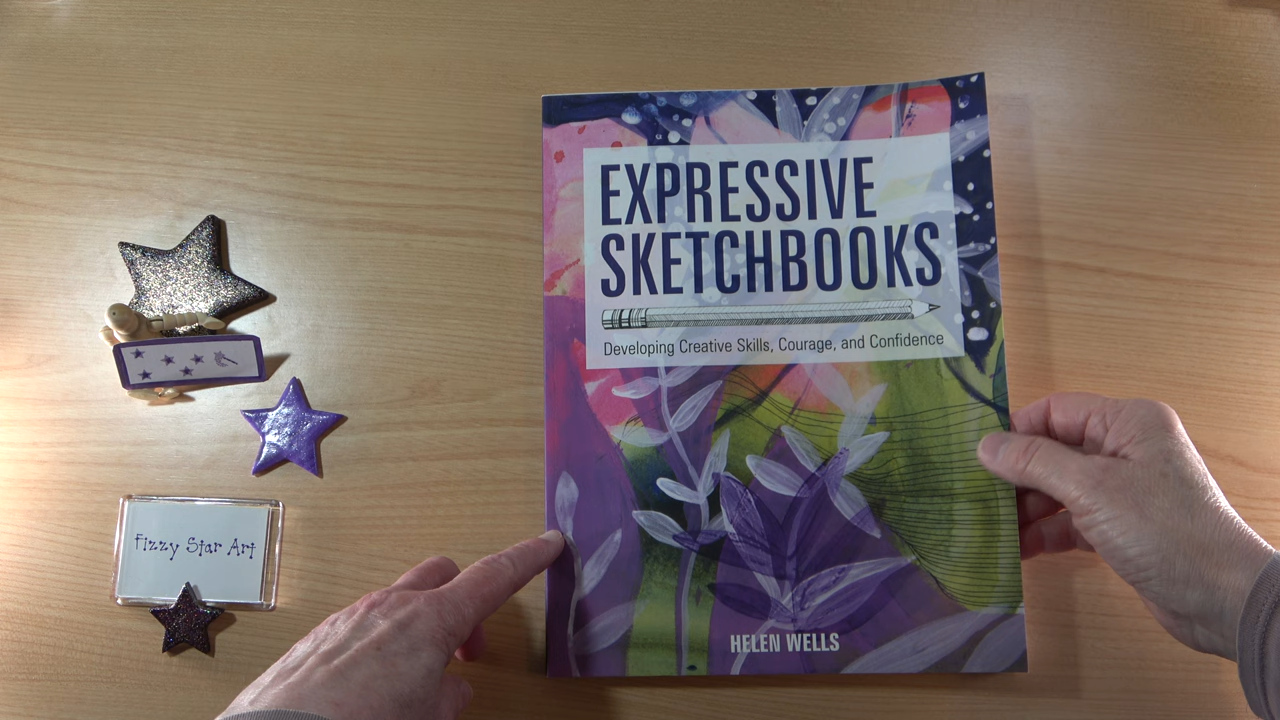 EXPRESSIVE
SKETCHBOOKS
Developing Creative Skills, Courage, and Confidence
HELEN WELLS
Fizzy Star Art